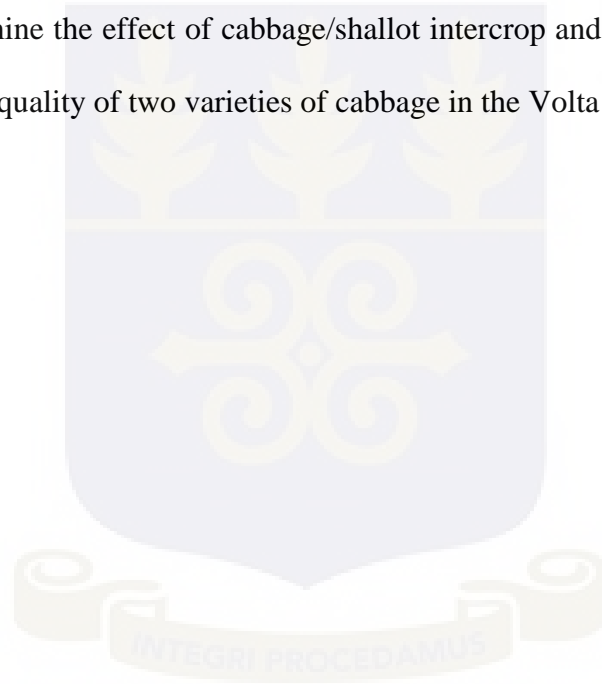 ine the effect of cabbage/shallot intercrop and
quality of two varieties of cabbage in the Volta
INTEGRI PROCEDAMUS